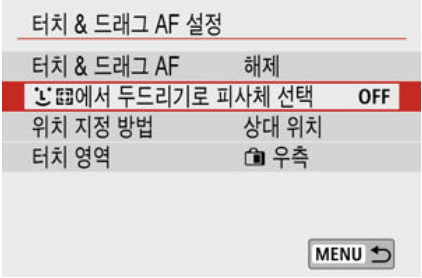 터치 & 드래그 AF 설정
터치 & 드래그 AF 해제
에서 두드리기로 피사체 선택 OFF
위치 지정 방법 상대 위치
터치 영역 우측
MENU